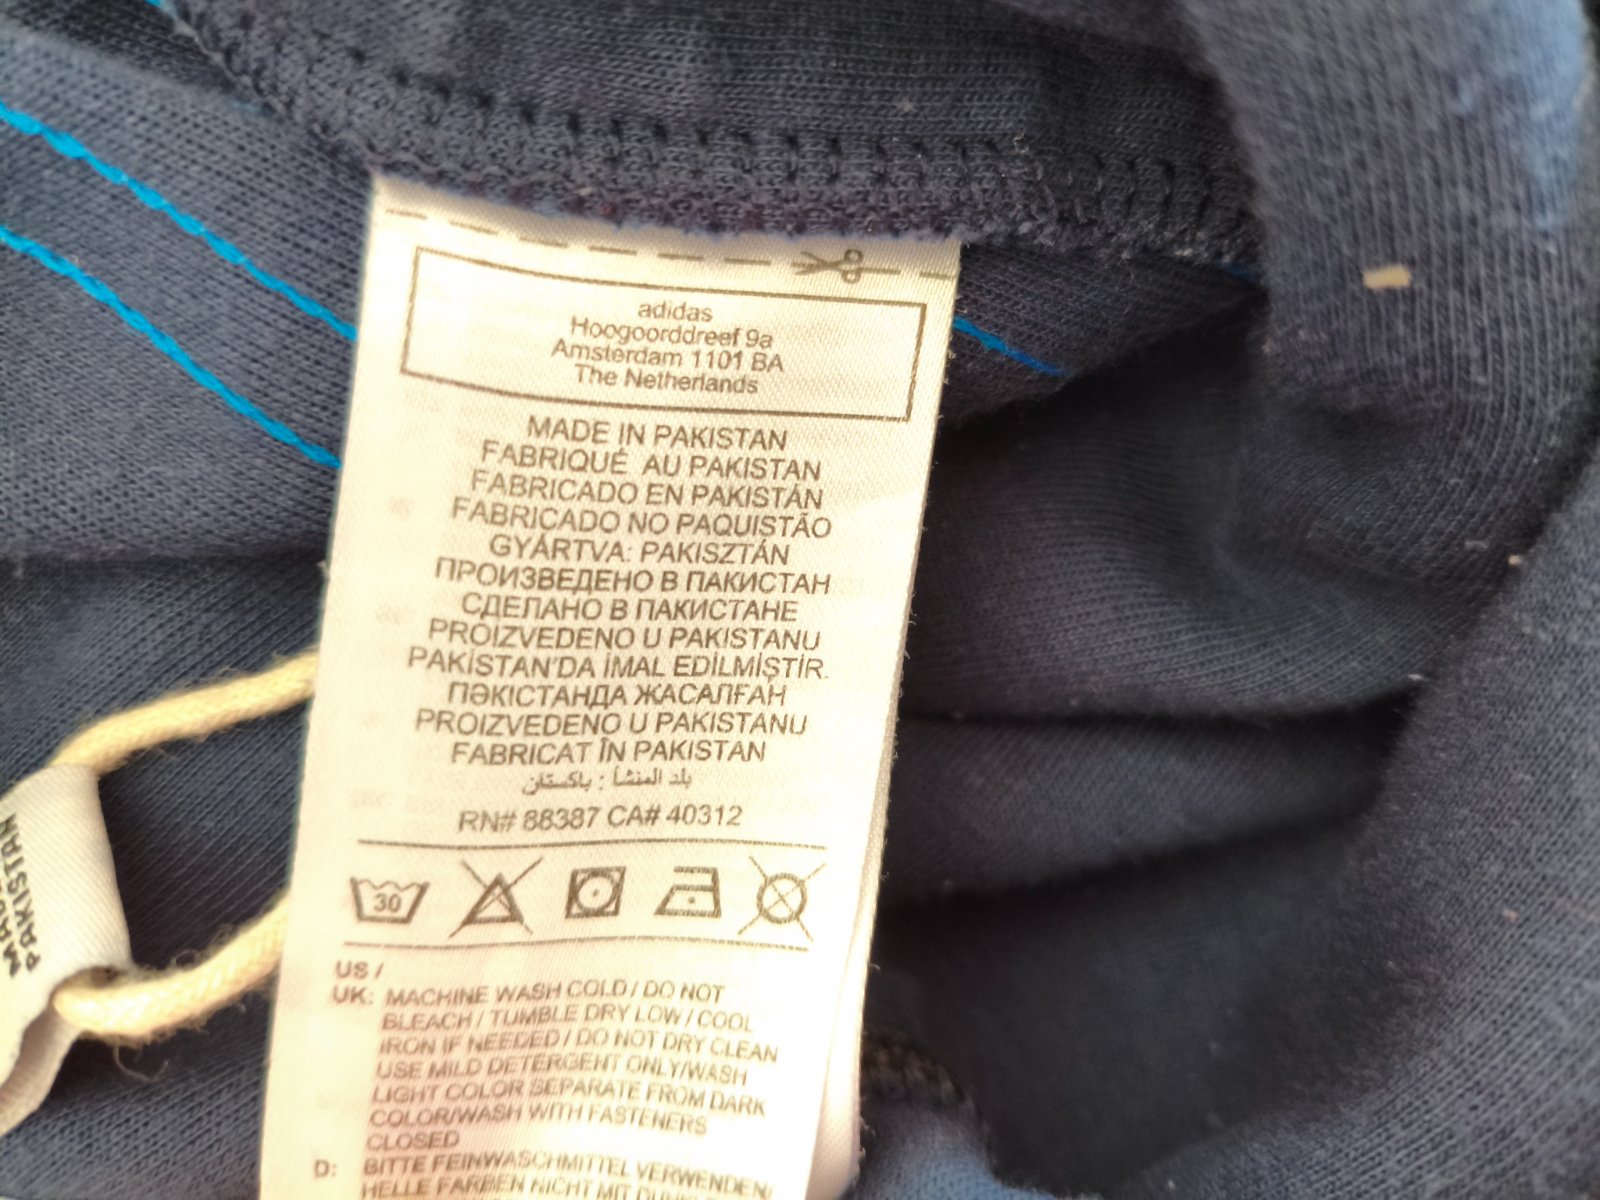 adidas
Hoogoorddreef 9a
Amsterdam 1101 BA
The Netherlands
MADE IN PAKISTAN
FABRIQUÉ AU PAKISTAN
FABRICADO EN PAKISTÁN
FABRICADO NO PAQUISTÃO
GYÁRTVA: PAKISZTÁN
ПРОИЗВЕДЕНО В ПАКИСТАН
СДЕЛАНО В ПАКИСТАНЕ
PROIZVEDENO U PAKISTANU
PAKİSTAN'DA İMAL EDİLMİŞTİR.
ПӘКІСТАНДА ЖАСАЛҒАН
PROIZVEDENO U PAKISTANU
FABRICAT ÎN PAKISTAN
بلد المنشأ : باكستان
RN# 88387 CA# 40312
30
US /
UK: MACHINE WASH COLD / DO NOT
BLEACH / TUMBLE DRY LOW / COOL
IRON IF NEEDED / DO NOT DRY CLEAN
USE MILD DETERGENT ONLY/WASH
LIGHT COLOR SEPARATE FROM DARK
COLOR/WASH WITH FASTENERS
CLOSED
D: BITTE FEINWASCHMITTEL VERWENDEN/
HELLE FARBEN NICHT MIT
PAKISTAN